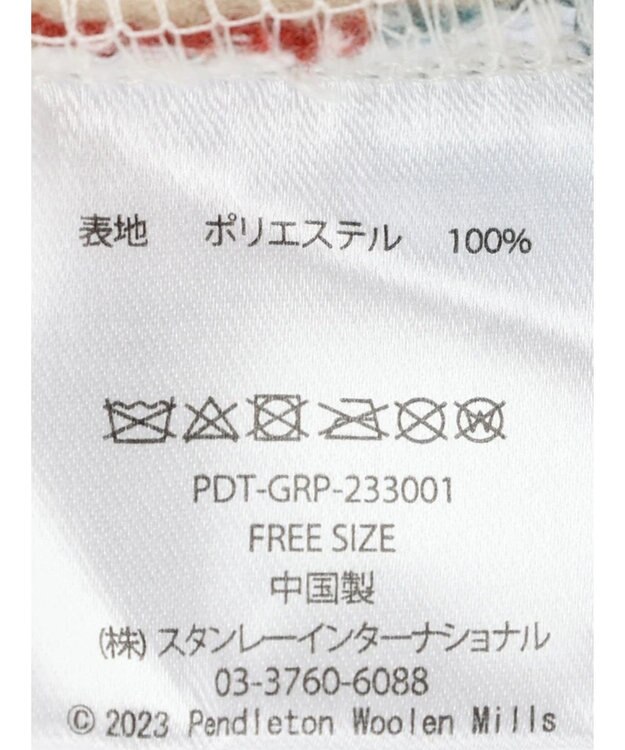 表地 ポリエステル 100%
W
PDT-GRP-233001
FREE SIZE
中国製
(株)スタンレーインターナショナル
03-3760-6088
© 2023 Pendleton Woolen Mills